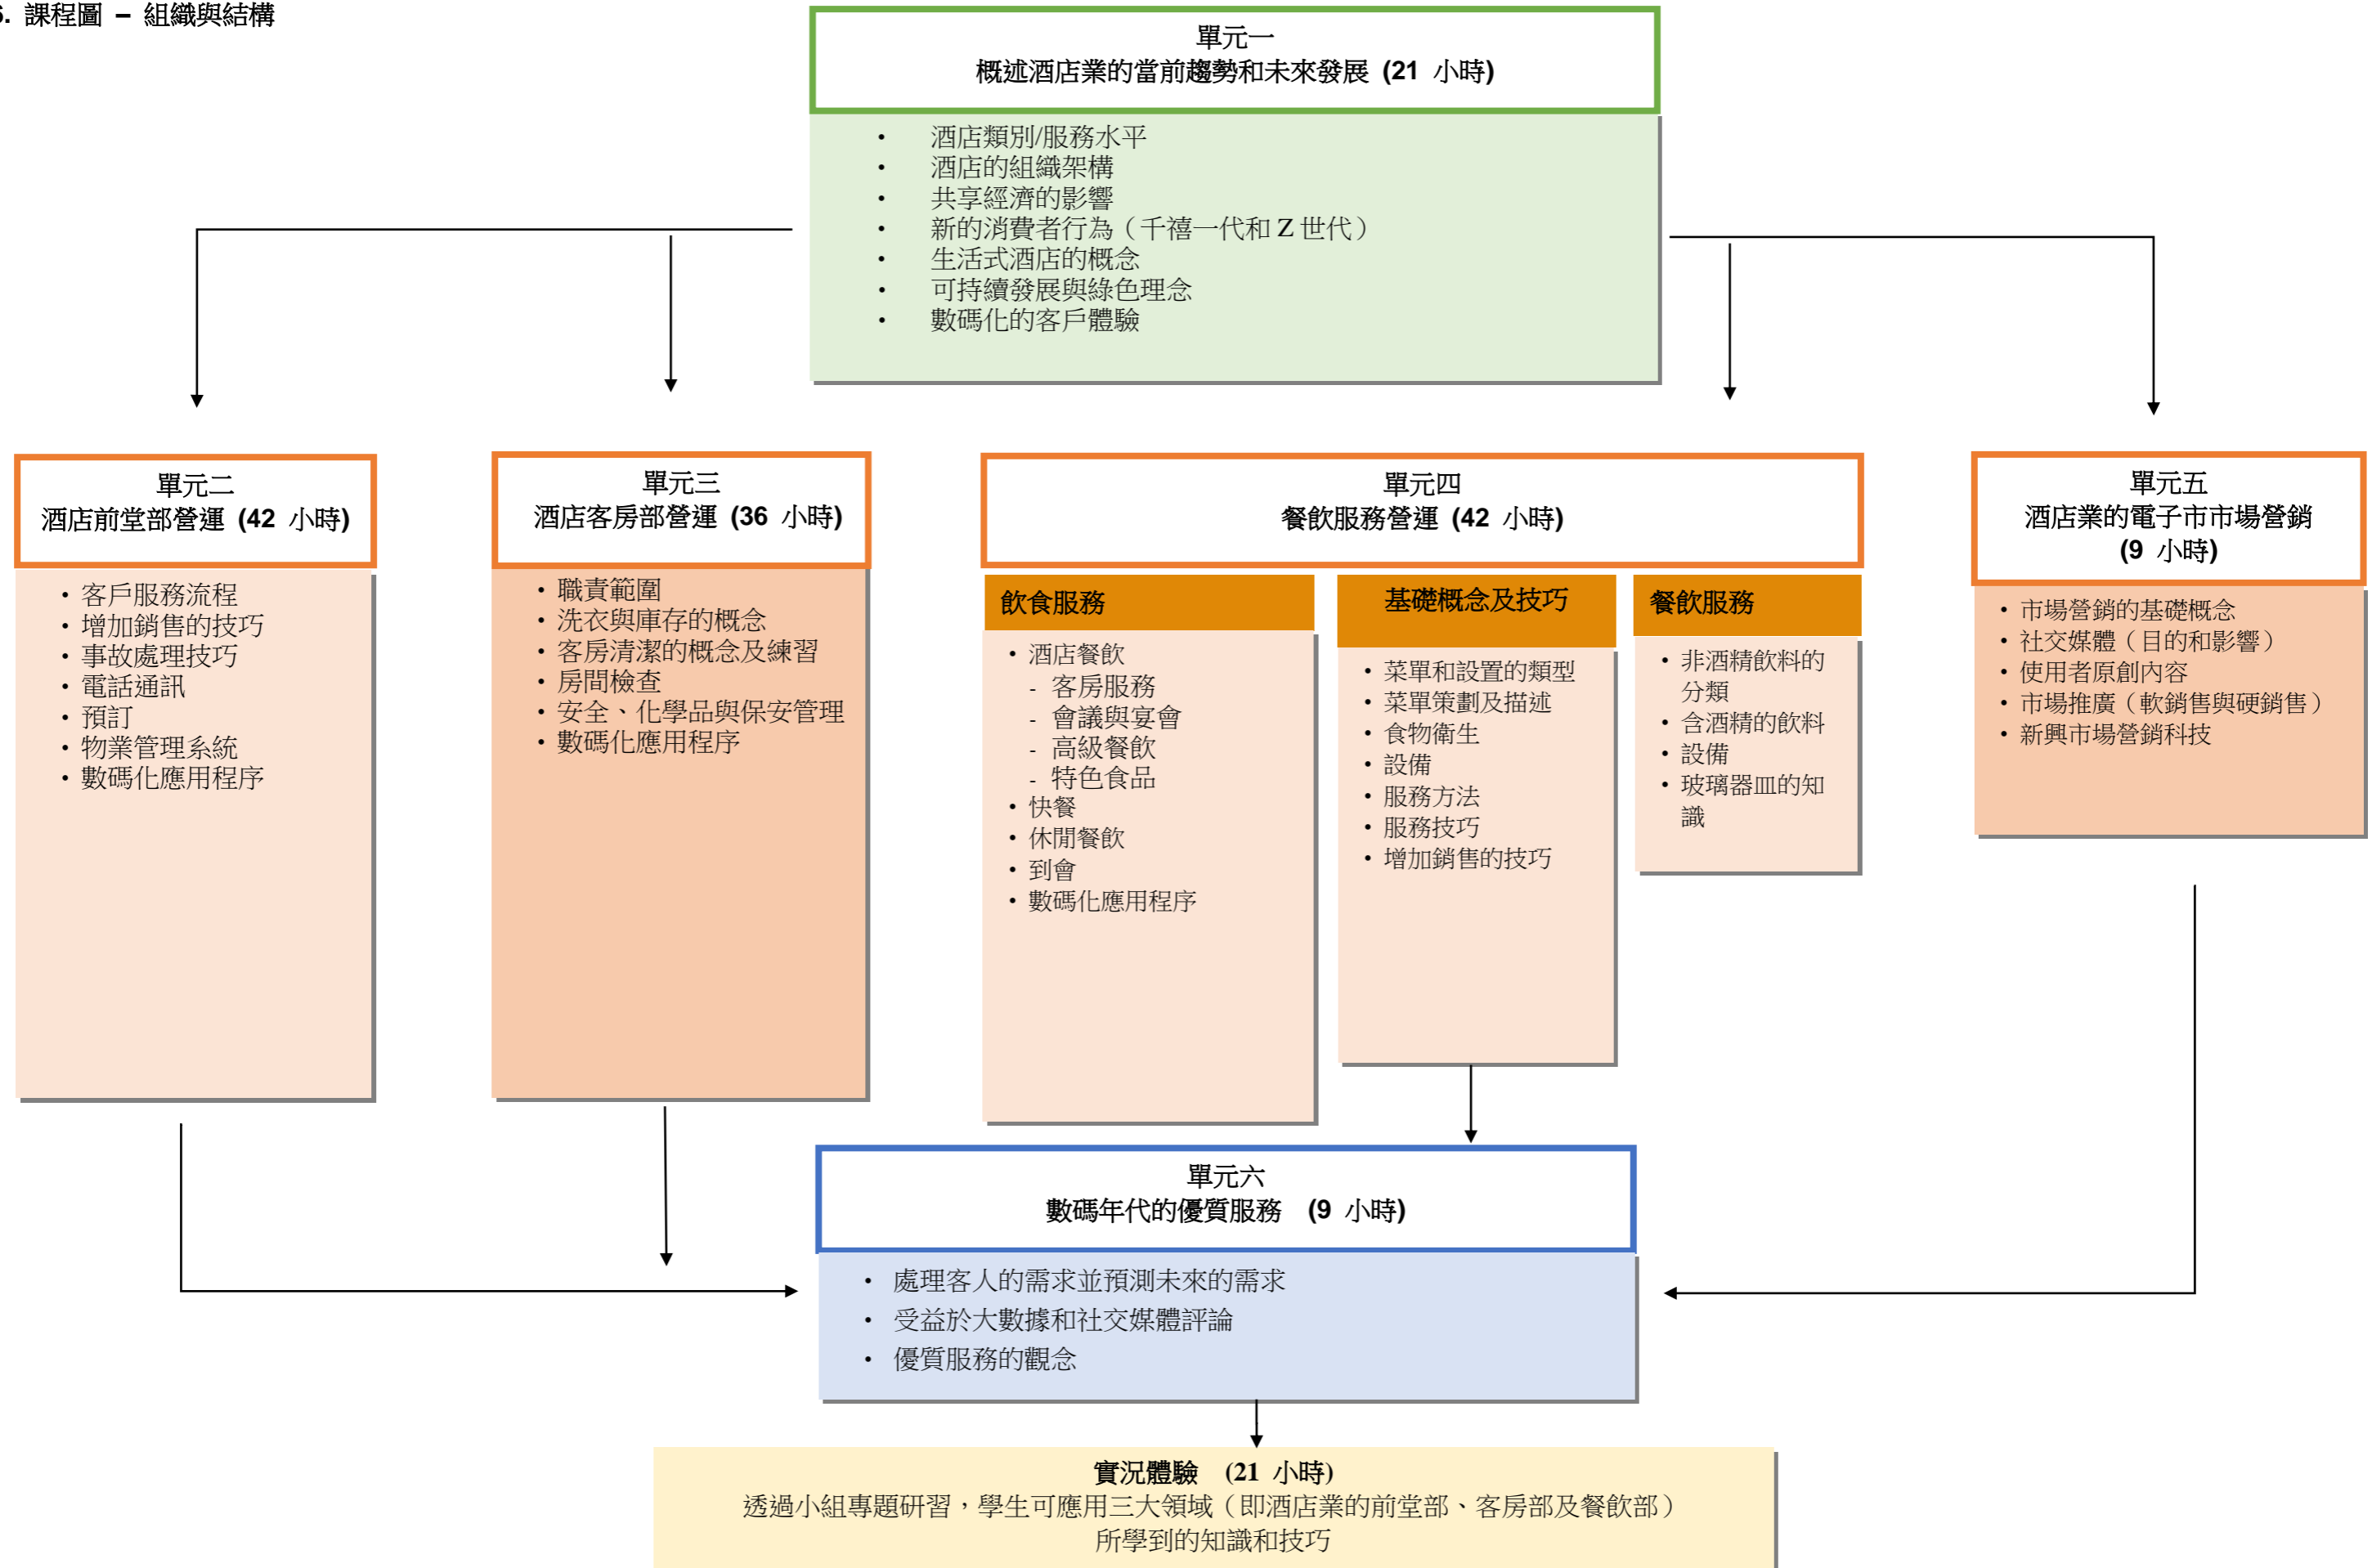 6. 課程圖 – 組織與結構
單元一
概述酒店業的當前趨勢和未來發展 (21 小時)
• 酒店類別/服務水平
• 酒店的組織架構
• 共享經濟的影響
• 新的消費者行為（千禧一代和 Z 世代）
• 生活式酒店的概念
• 可持續發展與綠色理念
• 數碼化的客戶體驗
單元二
酒店前堂部營運 (42 小時)
• 客戶服務流程
• 增加銷售的技巧
• 事故處理技巧
• 電話通訊
• 預訂
• 物業管理系統
• 數碼化應用程序
單元三
酒店客房部營運 (36 小時)
• 職責範圍
• 洗衣與庫存的概念
• 客房清潔的概念及練習
• 房間檢查
• 安全、化學品與保安管理
• 數碼化應用程序
單元四
餐飲服務營運 (42 小時)
飲食服務
• 酒店餐飲
- 客房服務
- 會議與宴會
- 高級餐飲
- 特色食品
• 快餐
• 休閒餐飲
• 到會
• 數碼化應用程序
基礎概念及技巧
• 菜單和設置的類型
• 菜單策劃及描述
• 食物衛生
• 設備
• 服務方法
• 服務技巧
• 增加銷售的技巧
餐飲服務
• 非酒精飲料的
分類
• 含酒精的飲料
• 設備
• 玻璃器皿的知
識
單元五
酒店業的電子市市場營銷
(9 小時)
• 市場營銷的基礎概念
• 社交媒體（目的和影響）
• 使用者原創內容
• 市場推廣（軟銷售與硬銷售）
• 新興市場營銷科技
單元六
數碼年代的優質服務 (9 小時)
• 處理客人的需求並預測未來的需求
• 受益於大數據和社交媒體評論
• 優質服務的觀念
實況體驗 (21 小時)
透過小組專題研習，學生可應用三大領域（即酒店業的前堂部、客房部及餐飲部）
所學到的知識和技巧